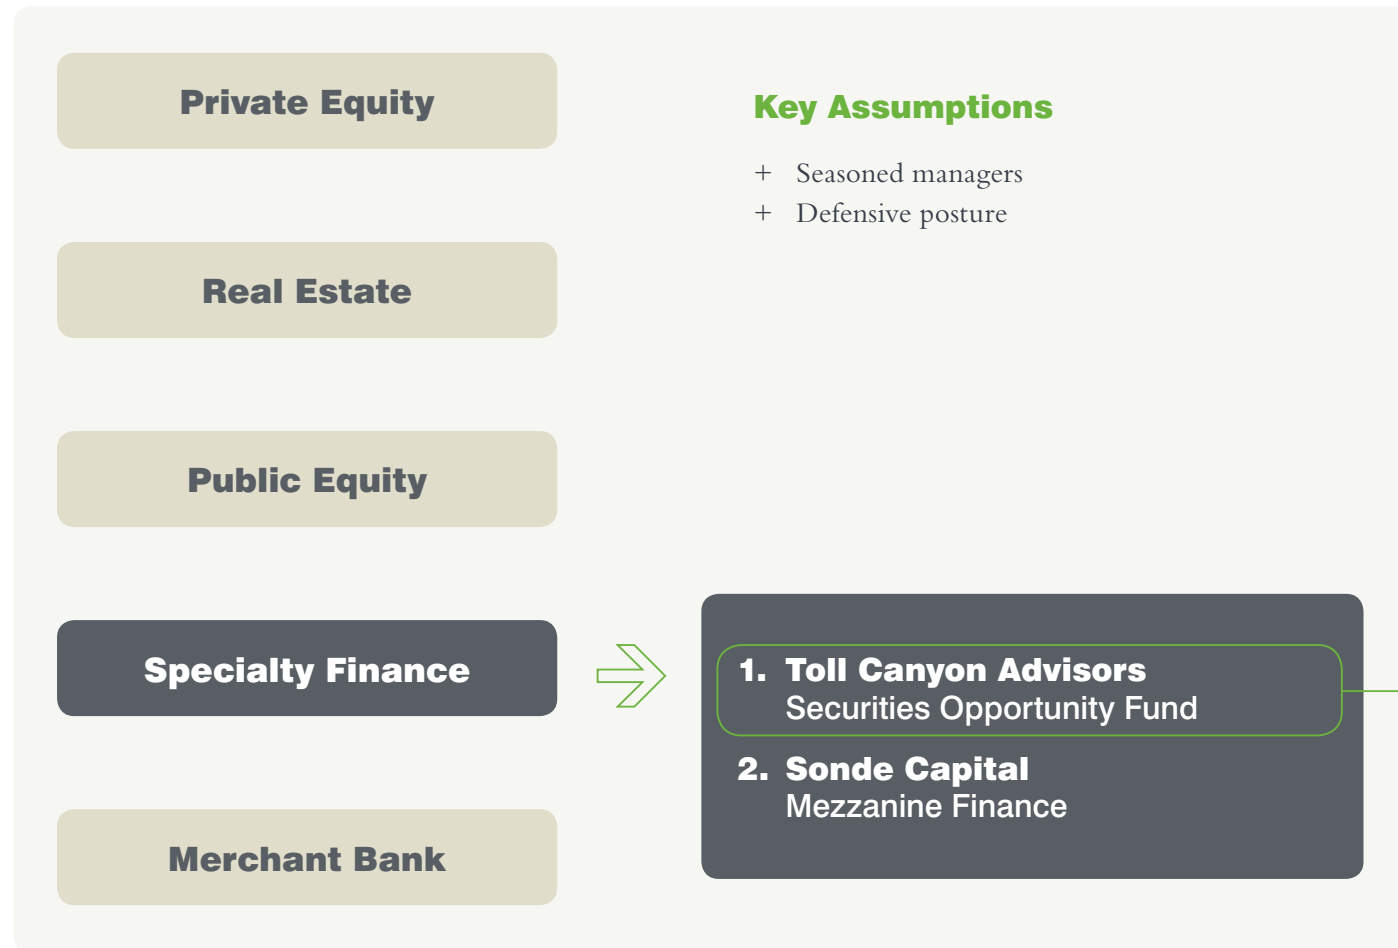 Private Equity
Real Estate
Public Equity
Specialty Finance
Merchant Bank
Key Assumptions
+ Seasoned managers
+ Defensive posture
1. Toll Canyon Advisors
Securities Opportunity Fund
2. Sonde Capital
Mezzanine Finance